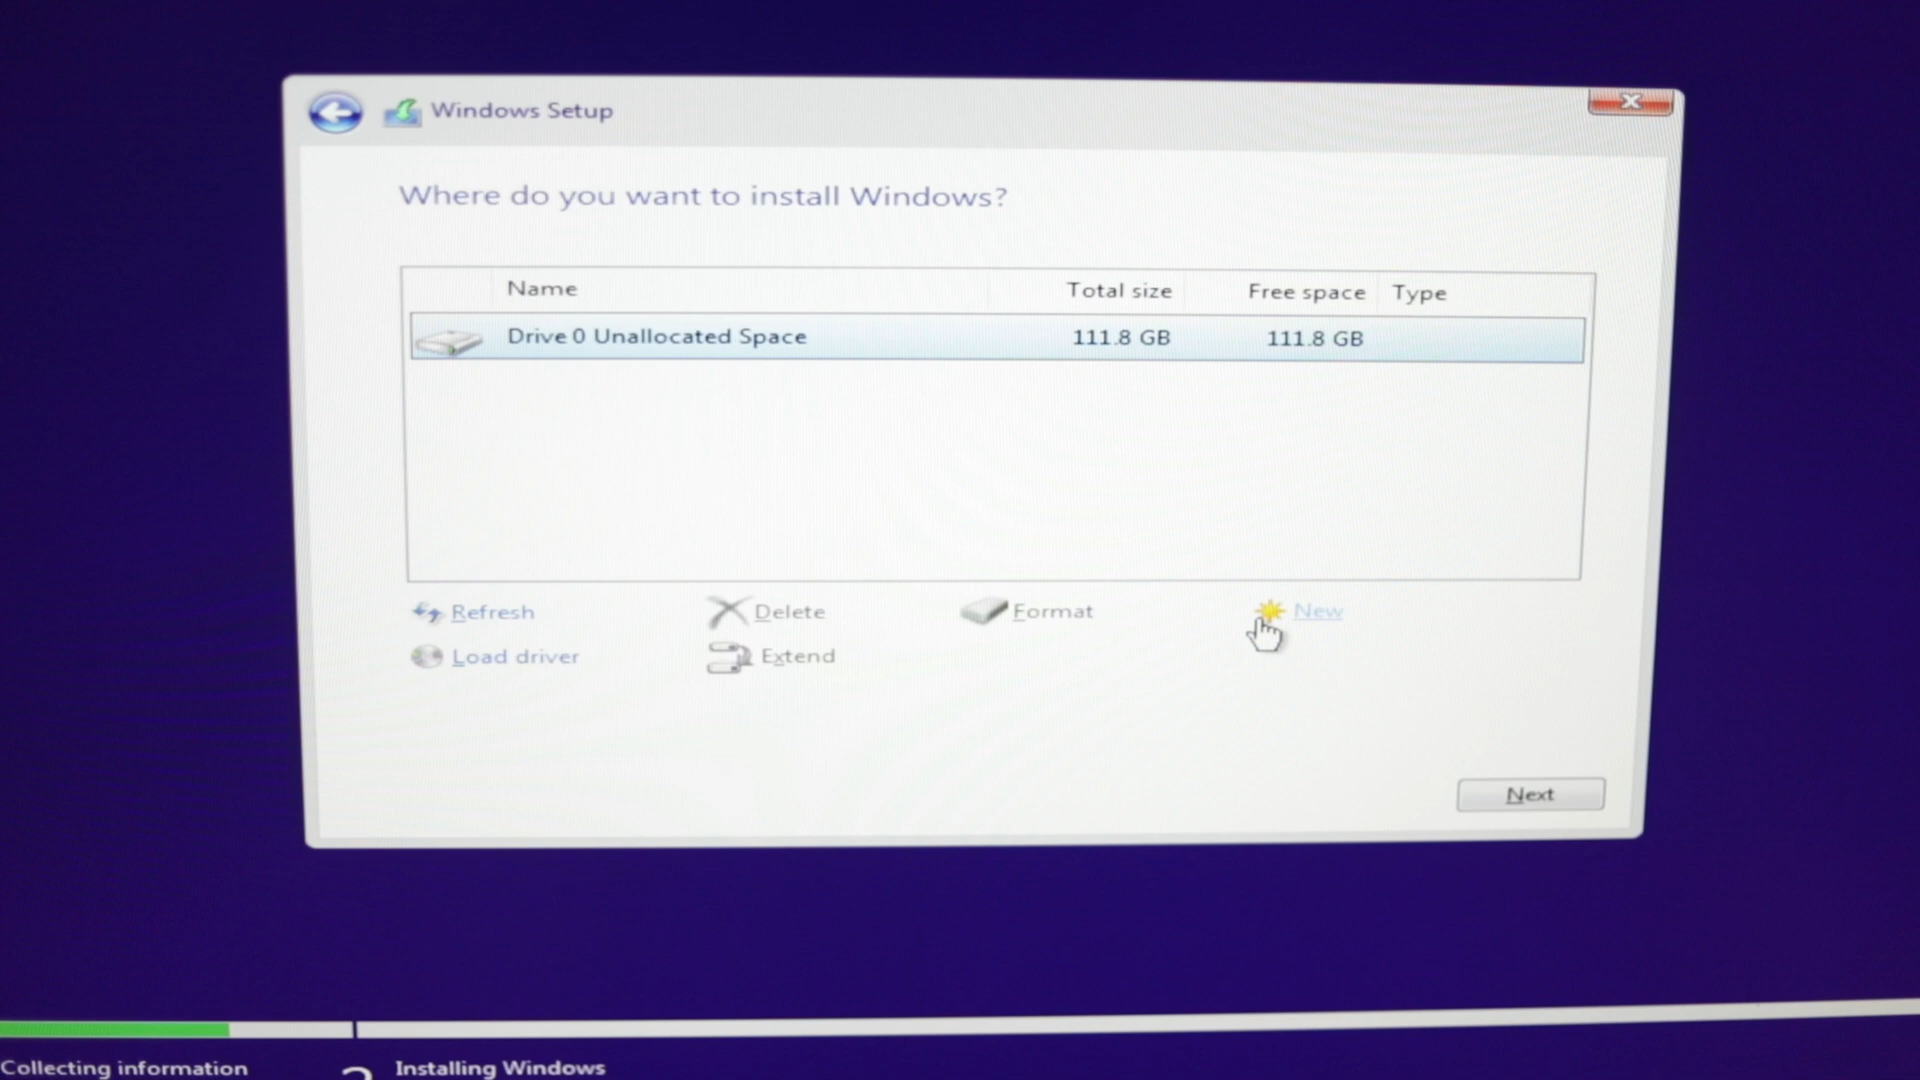 Windows Setup
Where do you want to install Windows?
Name Total size Free space Type
Drive 0 Unallocated Space 111.8 GB 111.8 GB
Refresh Delete Format New
Load driver Extend
Next
Collecting information Installing Windows